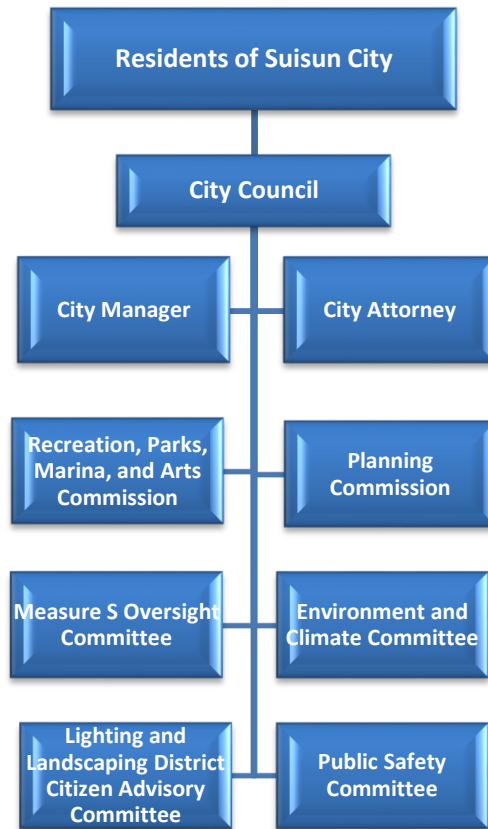 Residents of Suisun City
City Council
City Manager
City Attorney
Recreation, Parks,
Marina, and Arts
Commission
Planning
Commission
Measure S Oversight
Committee
Environment and
Climate Committee
Lighting and
Landscaping District
Citizen Advisory
Committee
Public Safety
Committee